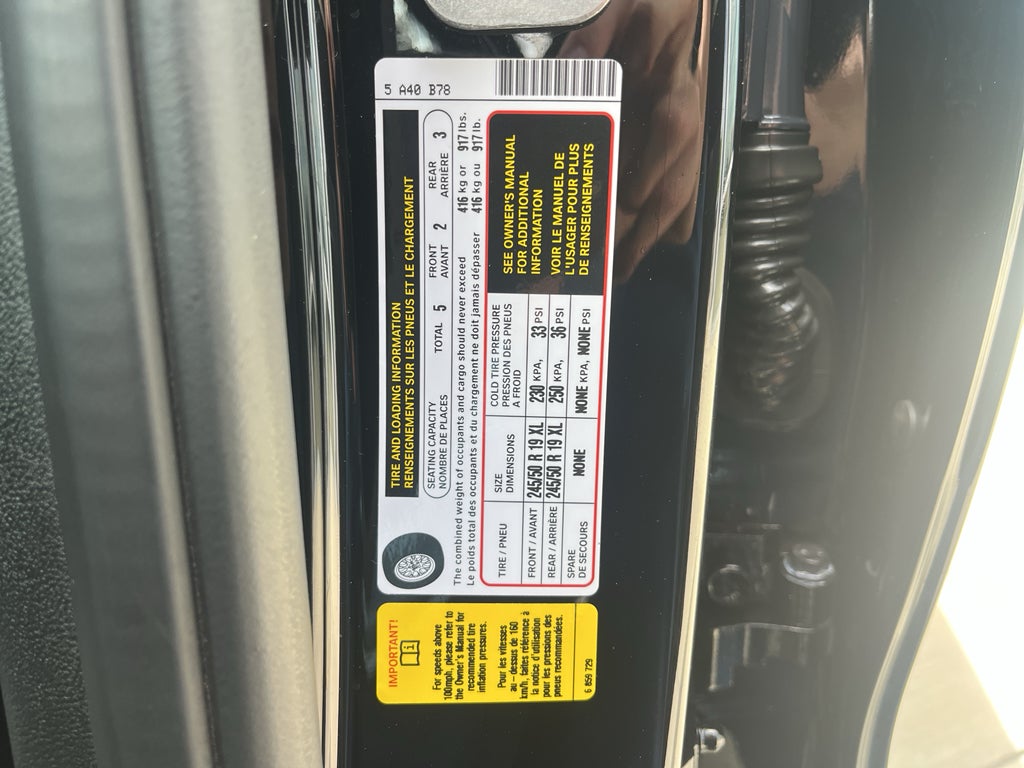 5 A40 B78
TIRE AND LOADING INFORMATION
RENSEIGNEMENTS SUR LES PNEUS ET LE CHARGEMENT
SEATING CAPACITY TOTAL 5 FRONT 2 REAR 3
NOMBRE DE PLACES AVANT ARRIÈRE
The combined weight of occupants and cargo should never exceed 416 kg or 917 lbs.
Le poids total des occupants et du chargement ne doit jamais dépasser 416 kg ou 917 lb.
TIRE / PNEU
SIZE
DIMENSIONS
COLD TIRE PRESSURE
PRESSION DES PNEUS
A FROID
FRONT / AVANT 245/50 R 19 XL 230 KPA, 33 PSI
REAR / ARRIÈRE 245/50 R 19 XL 250 KPA, 36 PSI
SPARE
DE SECOURS
NONE NONE KPA, NONE PSI
SEE OWNER'S MANUAL
FOR ADDITIONAL
INFORMATION
VOIR LE MANUEL DE
L'USAGER POUR PLUS
DE RENSEIGNEMENTS
IMPORTANT!
For speeds above
100mph, please refer to
the Owner's Manual for
recommended tire
inflation pressures.
Pour les vitesses
au - dessus de 160
km/h, faites référence à
la notice d'utilisation
pour les pressions des
pneus recommandées.
6 859 729